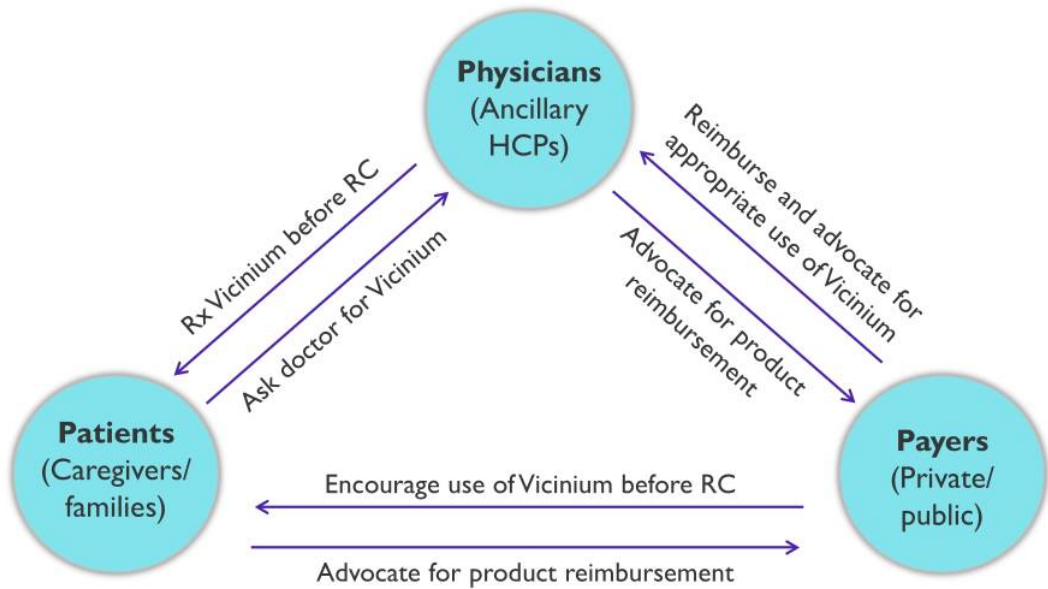 Physicians
(Ancillary
HCPs)
Rx Vicinium before RC
Ask doctor for Vicinium
Reimburse and advocate for
appropriate use of Vicinium
Advocate for product
reimbursement
Patients
(Caregivers/
families)
Payers
(Private/
public)
Encourage use of Vicinium before RC
Advocate for product reimbursement